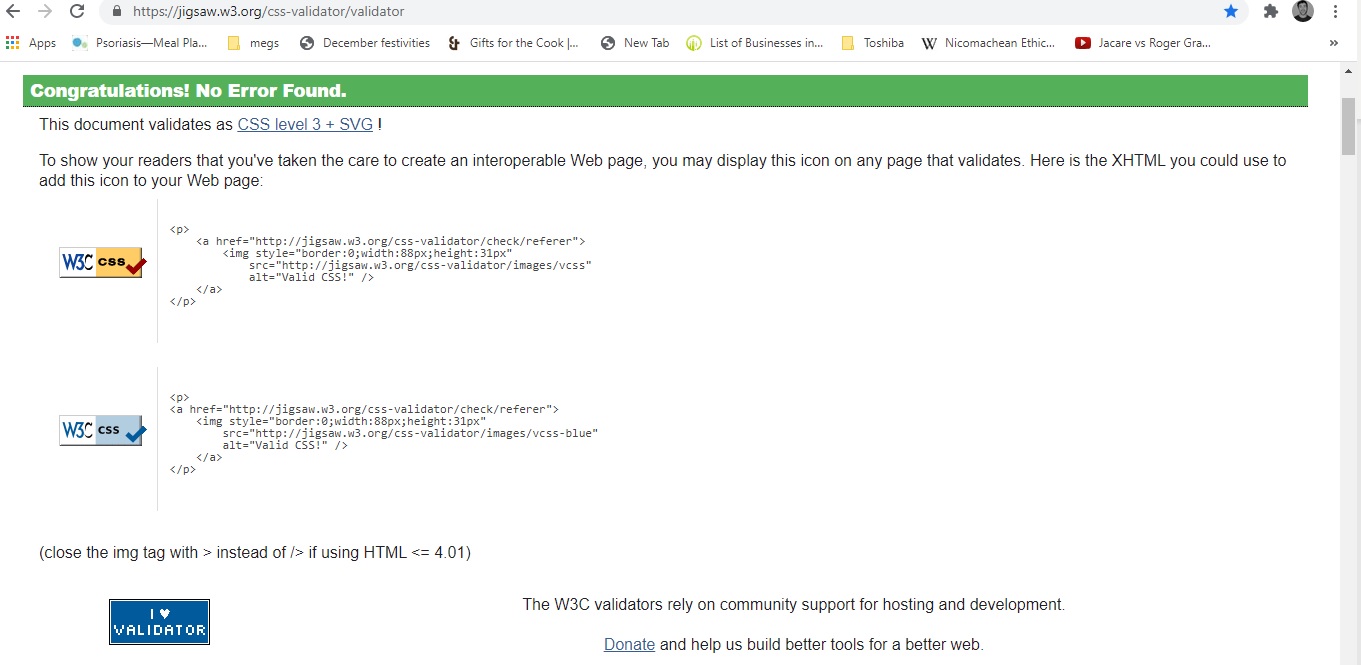 https://jigsaw.w3.org/css-validator/validator
Apps Psoriasis—Meal Pla... megs December festivities Gifts for the Cook |... New Tab List of Businesses in... Toshiba W Nicomachean Ethic... Jacare vs Roger Gra... »
Congratulations! No Error Found.
This document validates as CSS level 3 + SVG !
To show your readers that you've taken the care to create an interoperable Web page, you may display this icon on any page that validates. Here is the XHTML you could use to
add this icon to your Web page:
<p>
<a href="http://jigsaw.w3.org/css-validator/check/referer">
<img style="border:0;width:88px;height:31px"
W3C css
src="http://jigsaw.w3.org/css-validator/images/vcss"
alt="Valid CSS!" />
</a>
</p>
<p>
<a href="http://jigsaw.w3.org/css-validator/check/referer">
<img style="border:0;width:88px;height:31px"
W3C css
src="http://jigsaw.w3.org/css-validator/images/vcss-blue"
alt="Valid CSS!" />
</a>
</p>
(close the img tag with > instead of /> if using HTML <= 4.01)
I ♥
VALIDATOR
The W3C validators rely on community support for hosting and development.
Donate and help us build better tools for a better web.